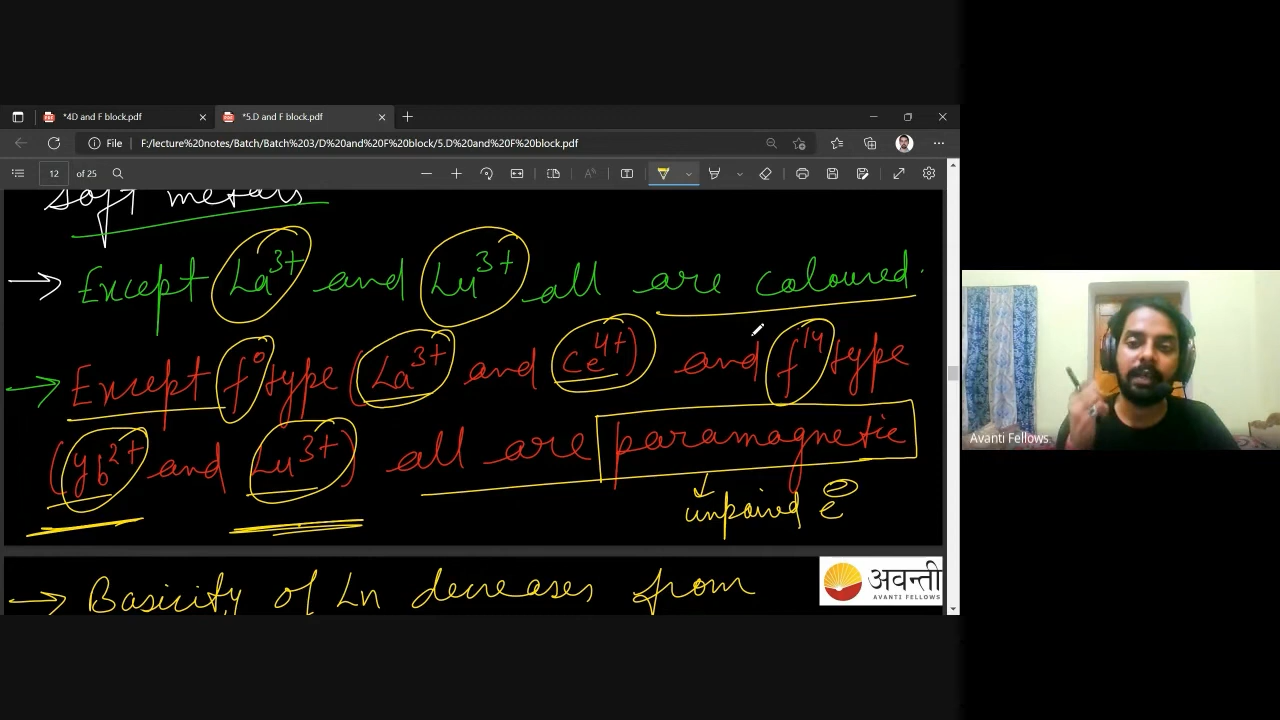 *4D and F block.pdf
*5.D and F block.pdf
File
F:/lecture%20notes/Batch/Batch%203/D%20and%20F%20block/5.D%20and%20F%20block.pdf
12 of 25
Soft metals
→ Except La³⁺ and Lu³⁺ all are coloured.
→ Except f⁰ type (La³⁺ and Ce⁴⁺) and f¹⁴ type
(Yb²⁺ and Lu³⁺) all are paramagnetic
unpaired e⊖
→ Basicity of Ln decreases from
अवन्ती
AVANTI FELLOWS
Avanti Fellows